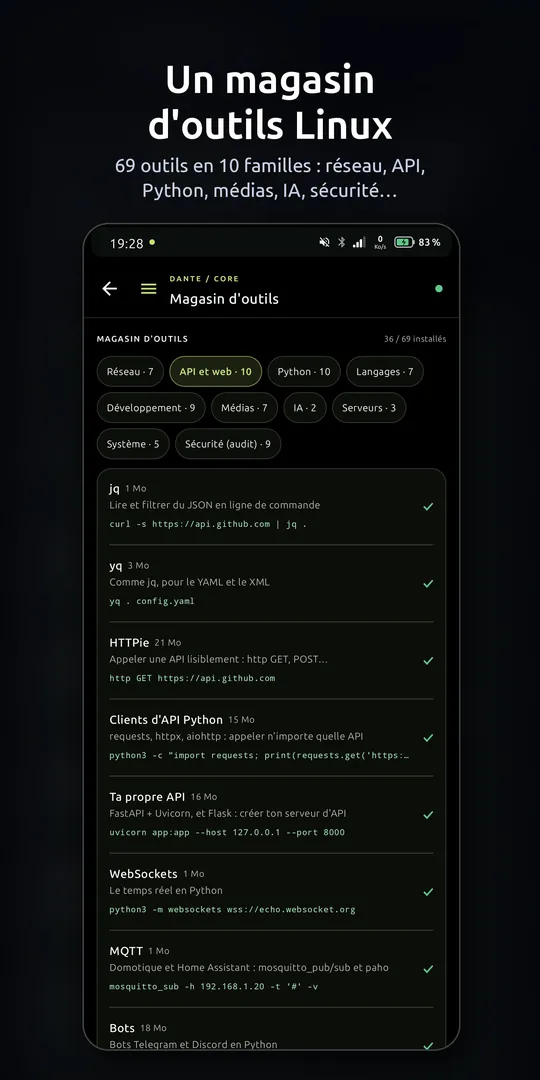 Un magasin
d'outils Linux
69 outils en 10 familles : réseau, API,
Python, médias, IA, sécurité…
19:28
0
Ko/s
83 %
DANTE / CORE
Magasin d'outils
MAGASIN D'OUTILS
36 / 69 installés
Réseau · 7
API et web · 10
Python · 10
Langages · 7
Développement · 9
Médias · 7
IA · 2
Serveurs · 3
Système · 5
Sécurité (audit) · 9
jq 1 Mo
Lire et filtrer du JSON en ligne de commande
curl -s https://api.github.com | jq .
yq 3 Mo
Comme jq, pour le YAML et le XML
yq . config.yaml
HTTPie 21 Mo
Appeler une API lisiblement : http GET, POST…
http GET https://api.github.com
Clients d'API Python 15 Mo
requests, httpx, aiohttp : appeler n'importe quelle API
python3 -c "import requests; print(requests.get('https:…
Ta propre API 16 Mo
FastAPI + Uvicorn, et Flask : créer ton serveur d'API
uvicorn app:app --host 127.0.0.1 --port 8000
WebSockets 1 Mo
Le temps réel en Python
python3 -m websockets wss://echo.websocket.org
MQTT 1 Mo
Domotique et Home Assistant : mosquitto_pub/sub et paho
mosquitto_sub -h 192.168.1.20 -t '#' -v
Bots 18 Mo
Bots Telegram et Discord en Python